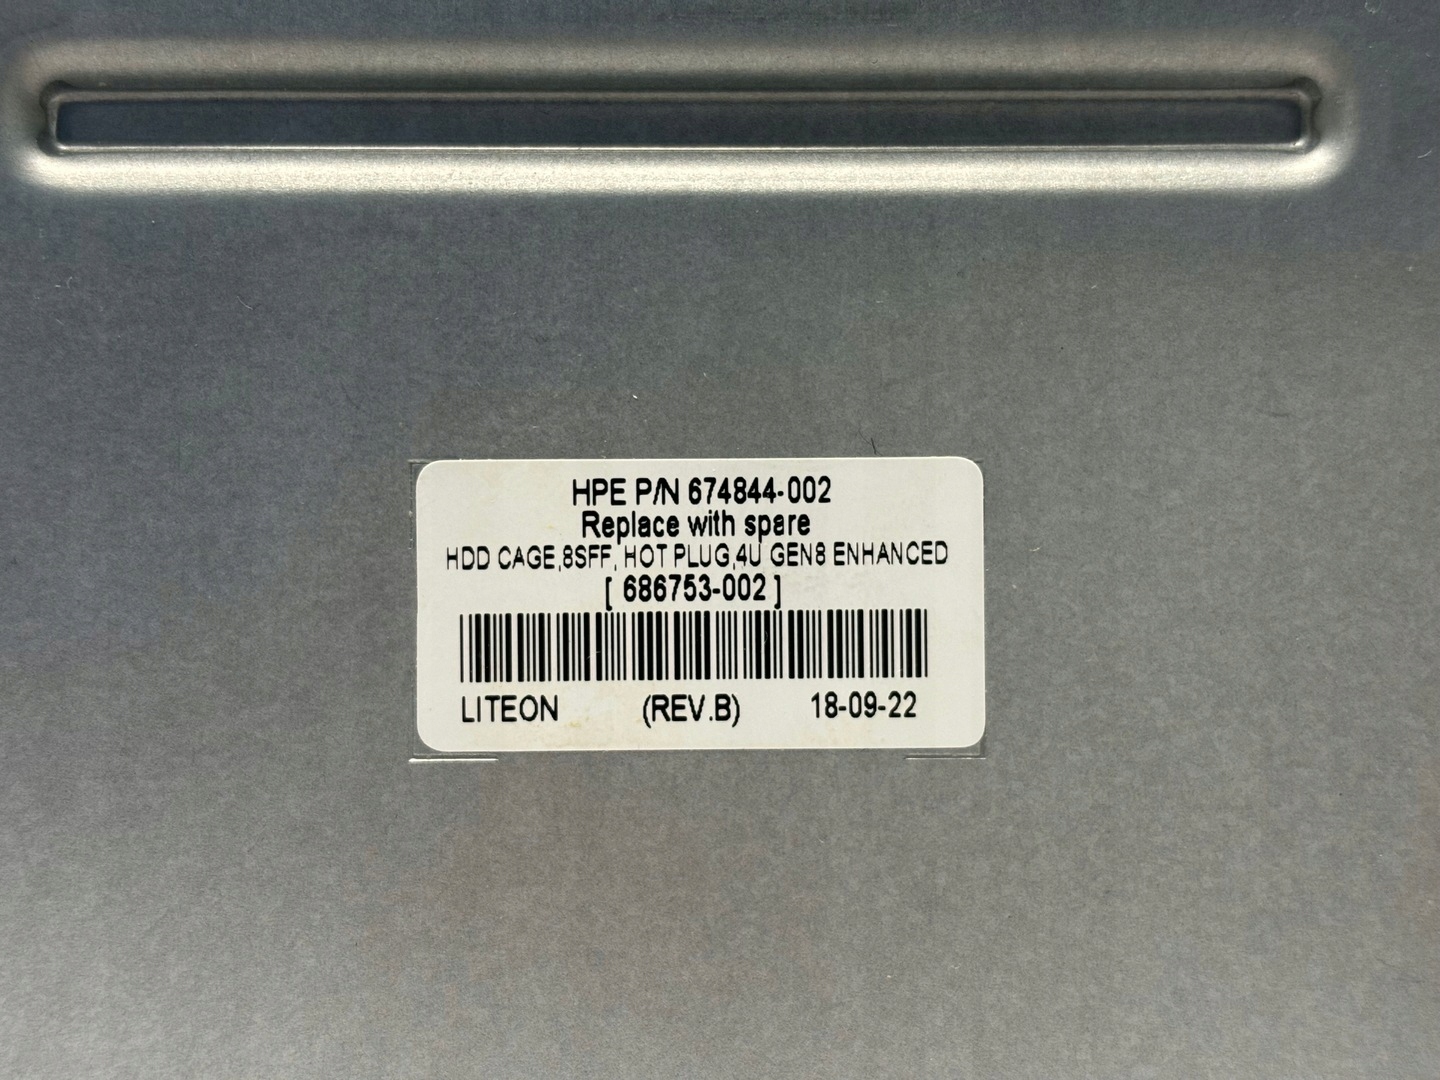 HPE P/N 674844-002
Replace with spare
HDD CAGE,8SFF, HOT PLUG,4U GEN8 ENHANCED
[ 686753-002 ]
LITEON (REV.B) 18-09-22